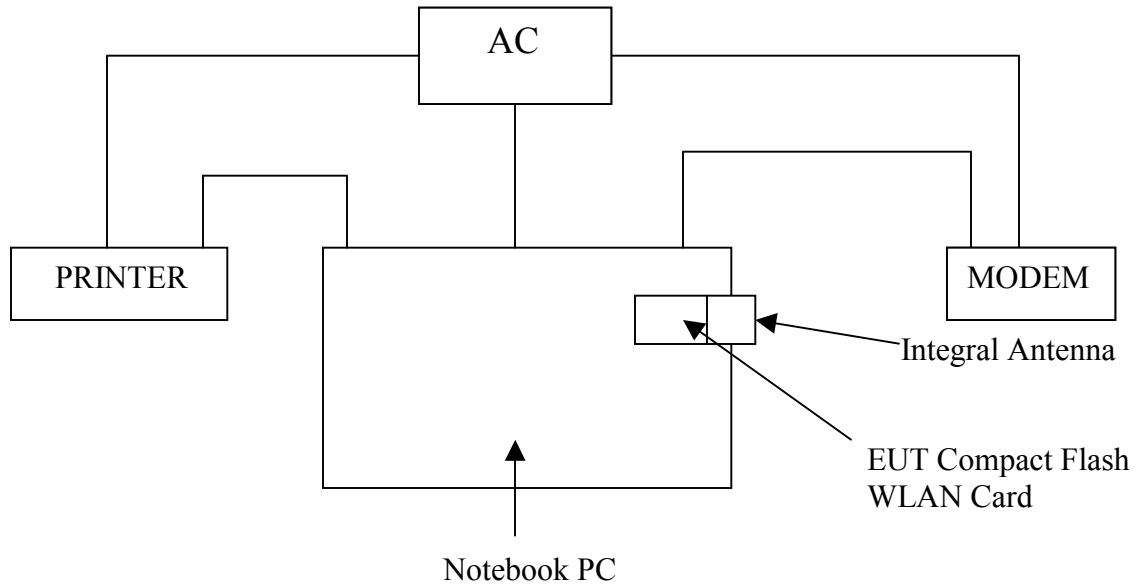 AC
PRINTER
MODEM
Integral Antenna
EUT Compact Flash
WLAN Card
Notebook PC